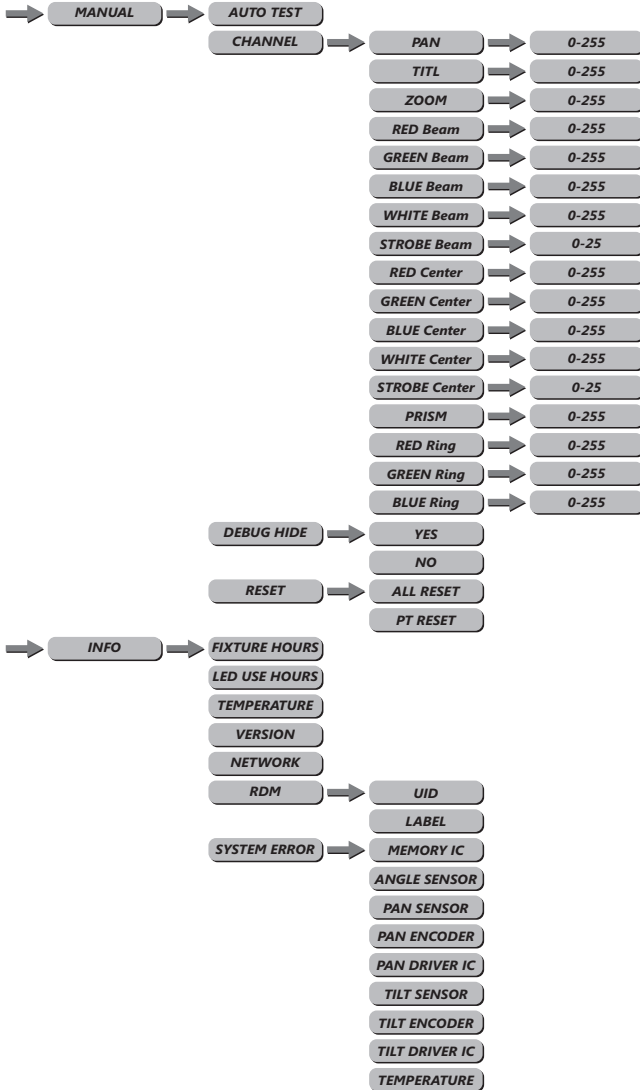 MANUAL AUTO TEST
CHANNEL PAN 0-255
TITL 0-255
ZOOM 0-255
RED Beam 0-255
GREEN Beam 0-255
BLUE Beam 0-255
WHITE Beam 0-255
STROBE Beam 0-25
RED Center 0-255
GREEN Center 0-255
BLUE Center 0-255
WHITE Center 0-255
STROBE Center 0-25
PRISM 0-255
RED Ring 0-255
GREEN Ring 0-255
BLUE Ring 0-255
DEBUG HIDE YES
NO
RESET ALL RESET
PT RESET
INFO FIXTURE HOURS
LED USE HOURS
TEMPERATURE
VERSION
NETWORK
RDM UID
LABEL
SYSTEM ERROR MEMORY IC
ANGLE SENSOR
PAN SENSOR
PAN ENCODER
PAN DRIVER IC
TILT SENSOR
TILT ENCODER
TILT DRIVER IC
TEMPERATURE